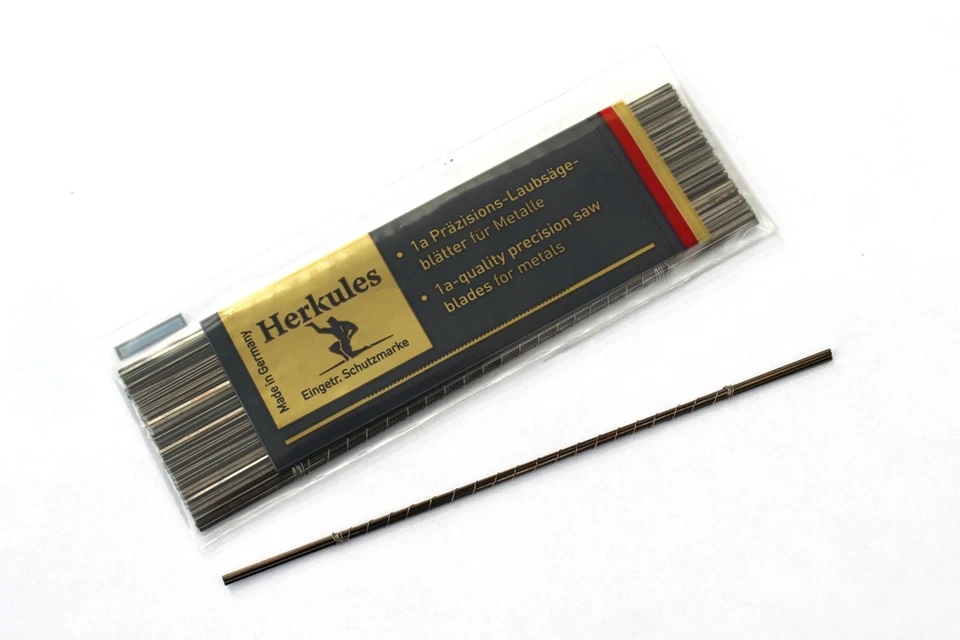 Herkules
Made in Germany
Eingetr. Schutzmarke
• 1a Präzisions-Laubsäge-
blätter für Metalle
• 1a-quality precision saw
blades for metals